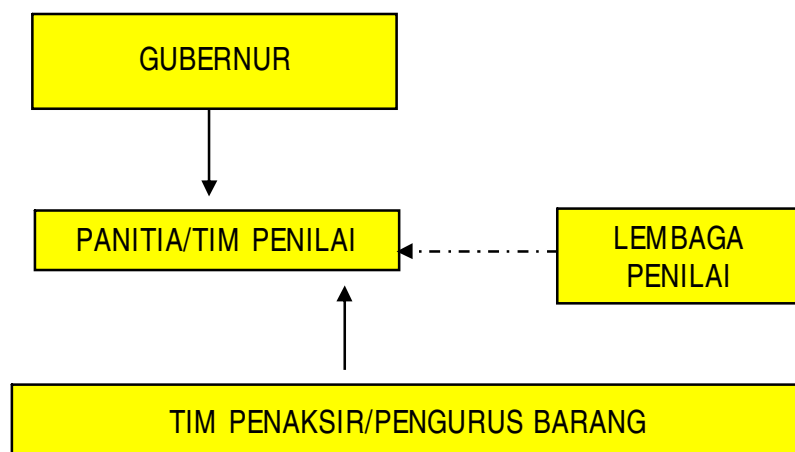 GUBERNUR
PANITIA/TIM PENILAI
LEMBAGA
PENILAI
TIM PENAKSIR/PENGURUS BARANG